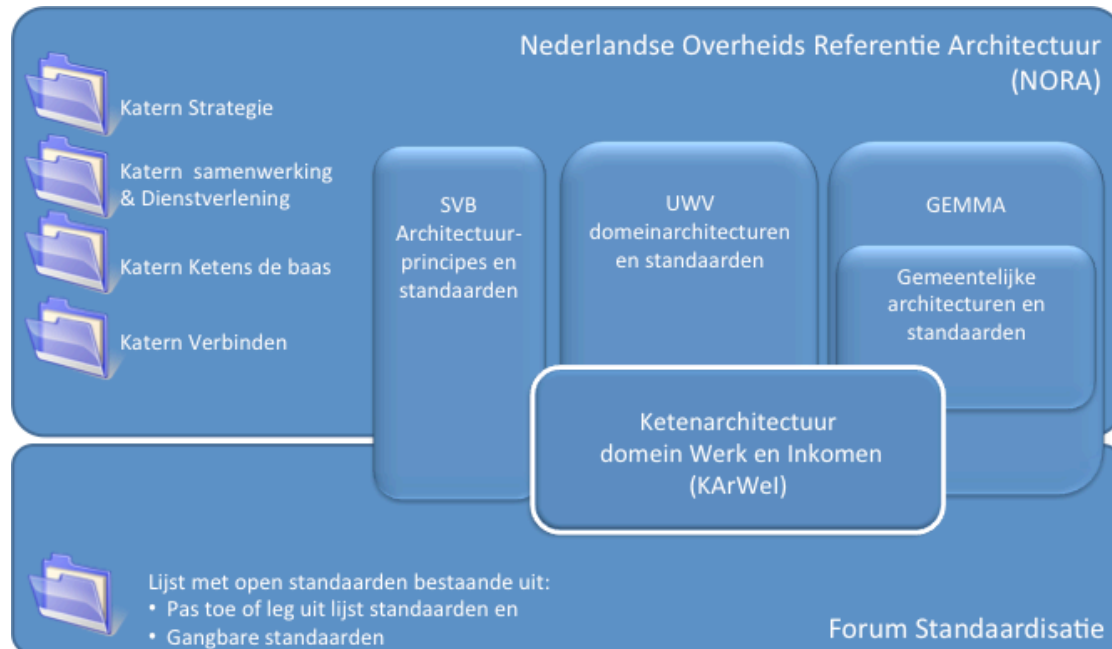 Nederlandse Overheids Referentie Architectuur
(NORA)
Katern Strategie
Katern samenwerking
& Dienstverlening
Katern Ketens de baas
Katern Verbinden
SVB
Architectuur-
principes en
standaarden
UWV
domeinarchitecturen
en standaarden
GEMMA
Gemeentelijke
architecturen en
standaarden
Ketenarchitectuur
domein Werk en Inkomen
(KArWeI)
Lijst met open standaarden bestaande uit:
• Pas toe of leg uit lijst standaarden en
• Gangbare standaarden
Forum Standaardisatie